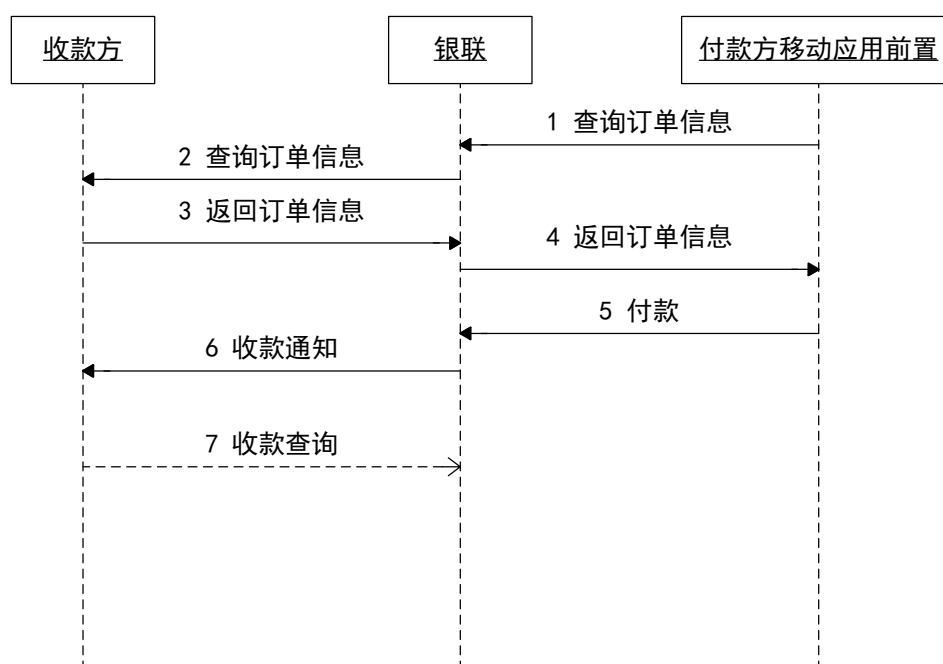 收款方
银联
付款方移动应用前置
1 查询订单信息
2 查询订单信息
3 返回订单信息
4 返回订单信息
5 付款
6 收款通知
7 收款查询